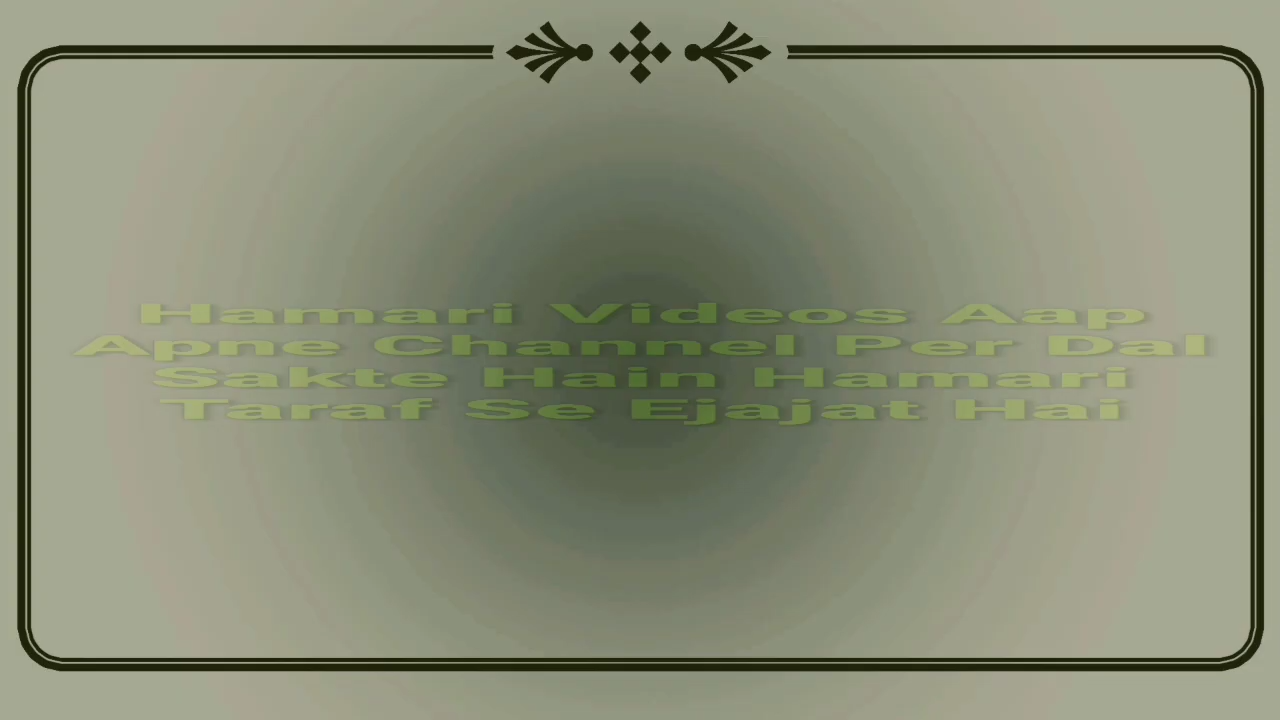 Hamari Videos Aap
Apne Channel Per Dal
Sakte Hain Hamari
Taraf Se Ejajat Hai